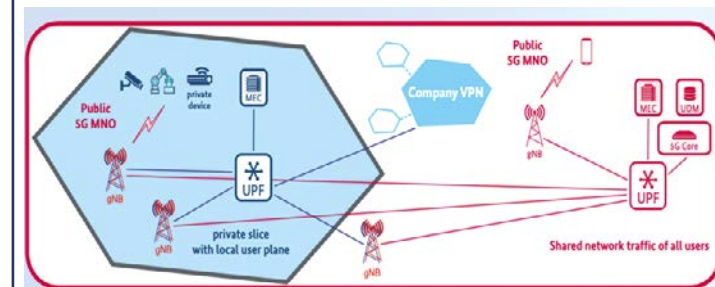 Public
5G MNO
private
device
MEC
Company VPN
Public
5G MNO
MEC
UDM
5G Core
gNB
gNB
UPF
UPF
gNB
private slice
with local user plane
gNB
Shared network traffic of all users